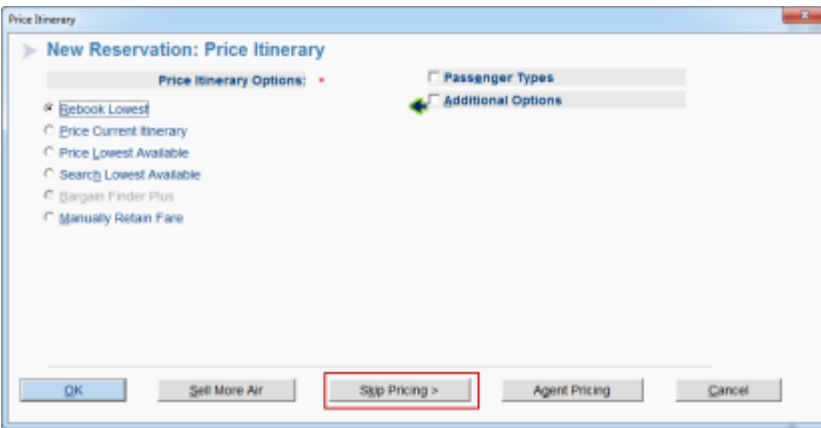 Price Itinerary
New Reservation: Price Itinerary
Price Itinerary Options: *
Passenger Types
Additional Options
Rebook Lowest
Price Current Itinerary
Price Lowest Available
Search Lowest Available
Bargain Finder Plus
Manually Retain Fare
OK
Sell More Air
Skip Pricing >
Agent Pricing
Cancel